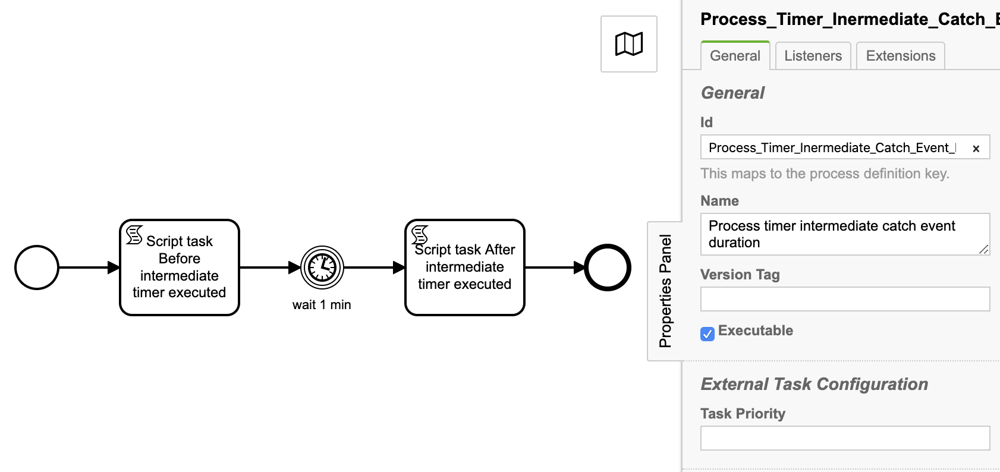 Script task
Before
intermediate
timer executed
wait 1 min
Script task After
intermediate
timer executed
Properties Panel
Process_Timer_Inermediate_Catch_E
General
Listeners
Extensions
General
Id
Process_Timer_Inermediate_Catch_Event_
×
This maps to the process definition key.
Name
Process timer intermediate catch event
duration
Version Tag
Executable
External Task Configuration
Task Priority